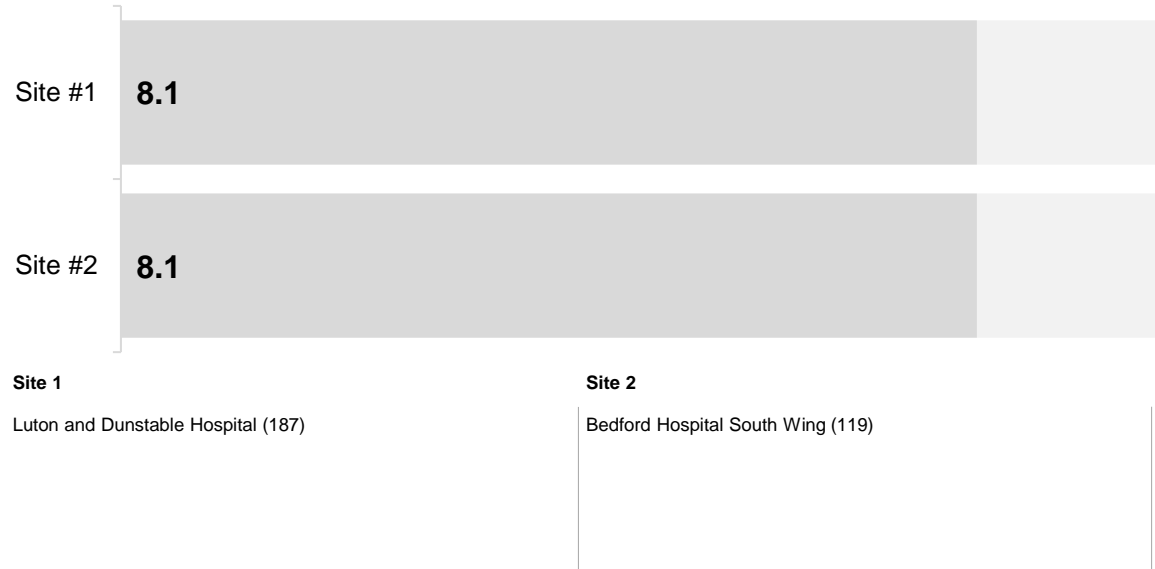 Site #1
8.1
Site #2
8.1
Site 1
Site 2
Luton and Dunstable Hospital (187)
Bedford Hospital South Wing (119)